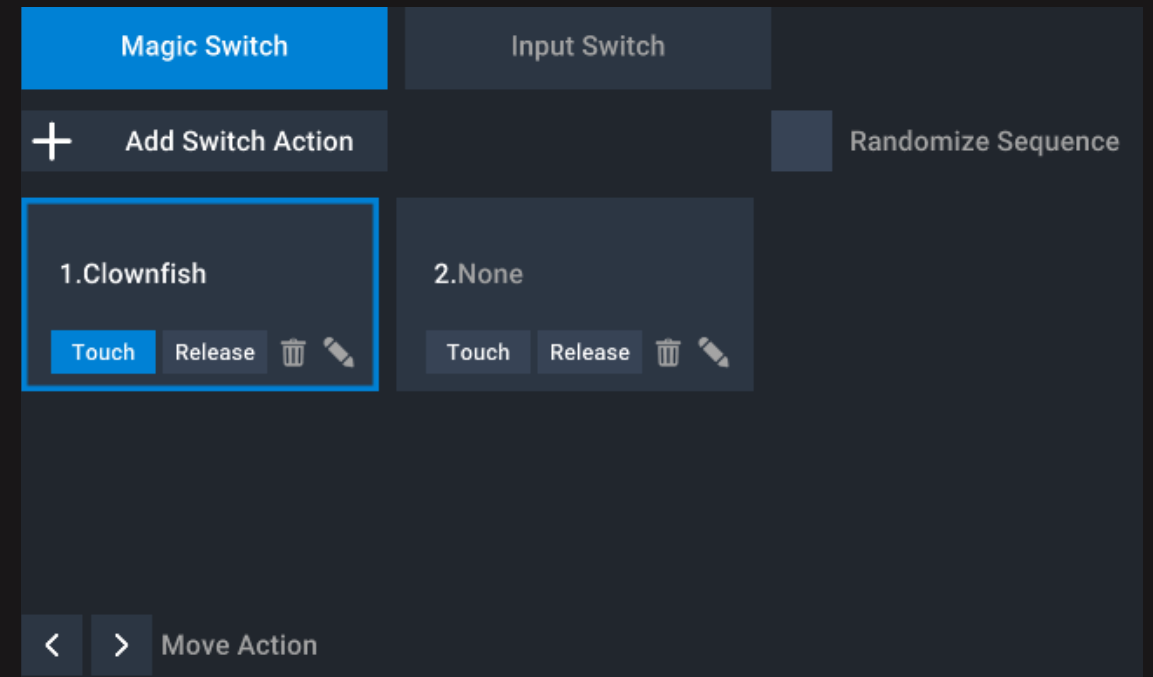 Magic Switch
Input Switch
Add Switch Action
Randomize Sequence
1.Clownfish
2.None
Touch
Release
Touch
Release
Move Action